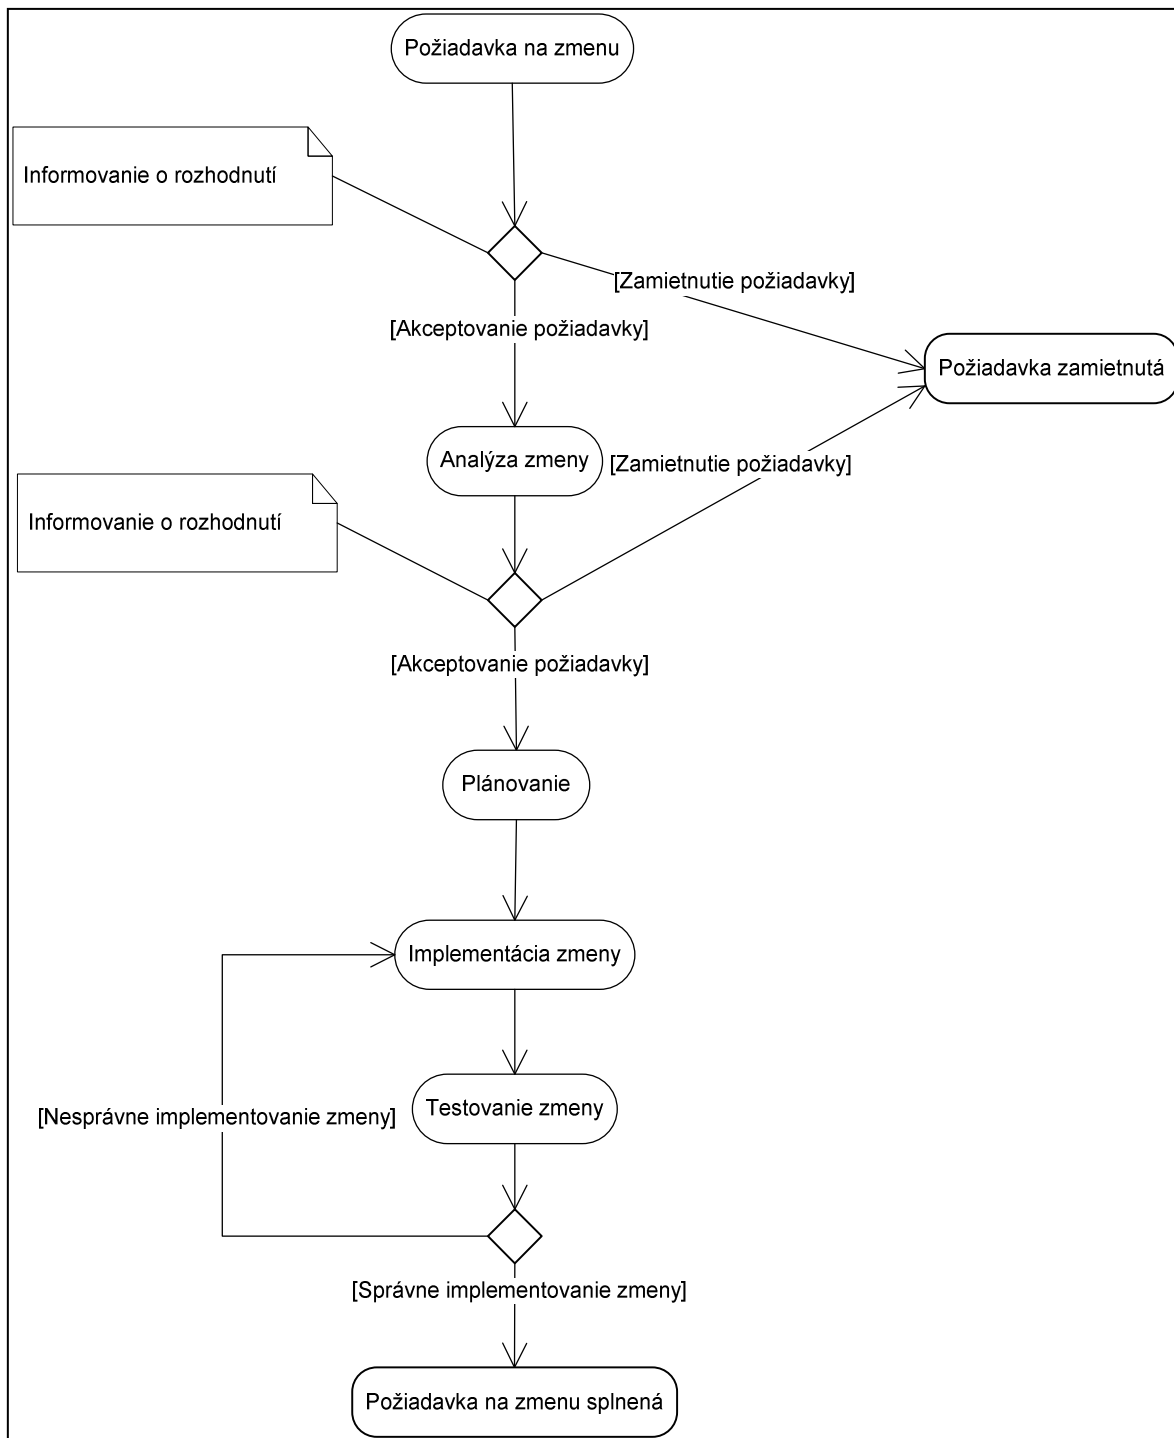 Požiadavka na zmenu
Informovanie o rozhodnutí
[Zamietnutie požiadavky]
[Akceptovanie požiadavky]
Požiadavka zamietnutá
Analýza zmeny
[Zamietnutie požiadavky]
Informovanie o rozhodnutí
[Akceptovanie požiadavky]
Plánovanie
Implementácia zmeny
Testovanie zmeny
[Nesprávne implementovanie zmeny]
[Správne implementovanie zmeny]
Požiadavka na zmenu splnená